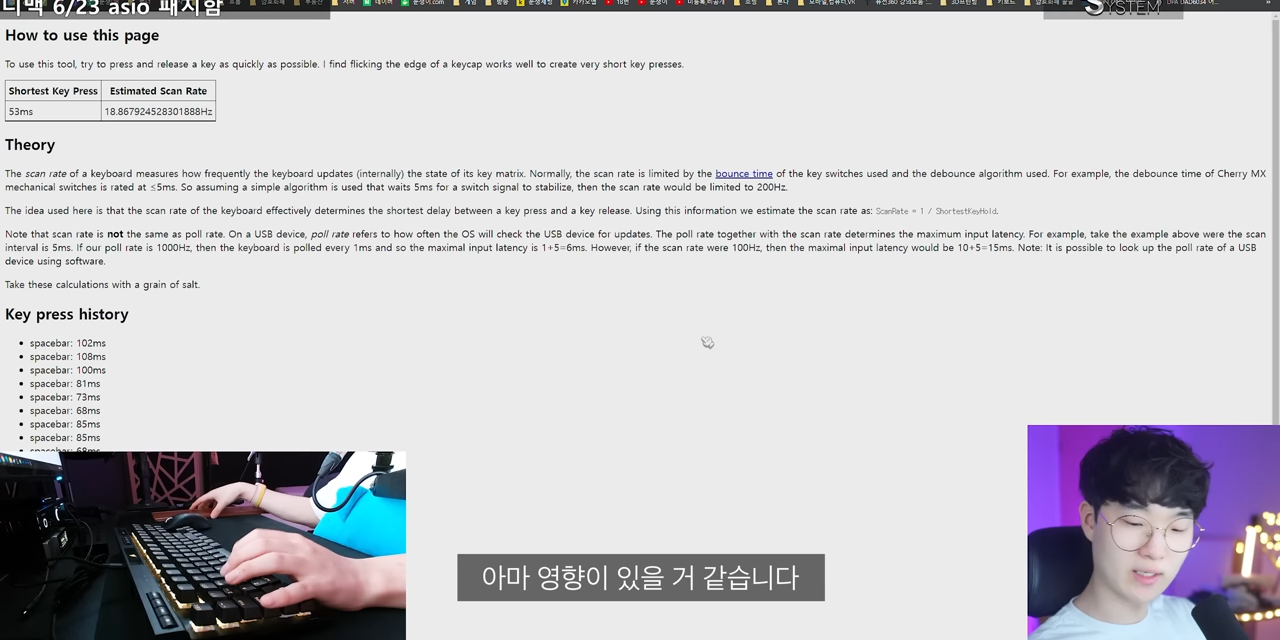 니맥 6/23 asio 패치함
SYSTEM
How to use this page
To use this tool, try to press and release a key as quickly as possible. I find flicking the edge of a keycap works well to create very short key presses.
Shortest Key Press Estimated Scan Rate
53ms 18.867924528301888Hz
Theory
The scan rate of a keyboard measures how frequently the keyboard updates (internally) the state of its key matrix. Normally, the scan rate is limited by the bounce time of the key switches used and the debounce algorithm used. For example, the debounce time of Cherry MX
mechanical switches is rated at ≤5ms. So assuming a simple algorithm is used that waits 5ms for a switch signal to stabilize, then the scan rate would be limited to 200Hz.
The idea used here is that the scan rate of the keyboard effectively determines the shortest delay between a key press and a key release. Using this information we estimate the scan rate as: ScanRate = 1 / ShortestKeyHold.
Note that scan rate is not the same as poll rate. On a USB device, poll rate refers to how often the OS will check the USB device for updates. The poll rate together with the scan rate determines the maximum input latency. For example, take the example above were the scan
interval is 5ms. If our poll rate is 1000Hz, then the keyboard is polled every 1ms and so the maximal input latency is 1+5=6ms. However, if the scan rate were 100Hz, then the maximal input latency would be 10+5=15ms. Note: It is possible to look up the poll rate of a USB
device using software.
Take these calculations with a grain of salt.
Key press history
spacebar: 102ms
spacebar: 108ms
spacebar: 100ms
spacebar: 81ms
spacebar: 73ms
spacebar: 68ms
spacebar: 85ms
spacebar: 85ms
spacebar: 68ms
아마 영향이 있을 거 같습니다